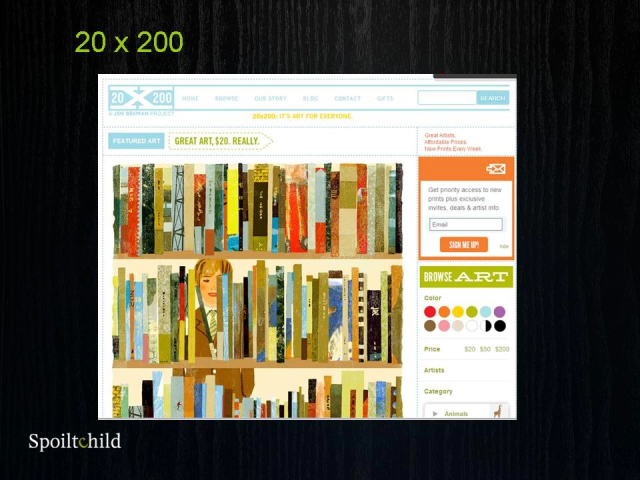 20 x 200
20 X 200
A JEN BEKMAN PROJECT
HOME BROWSE OUR STORY BLOG CONTACT GIFTS
SEARCH
20x200: IT'S ART FOR EVERYONE.
FEATURED ART
GREAT ART, $20. REALLY.
Great Artists.
Affordable Prices.
New Prints Every Week.
Get priority access to new
prints plus exclusive
invites, deals & artist info
Email
SIGN ME UP!
hide
BROWSE ART
Color
Price $20 $50 $200
Artists
Category
Animals
Spoiltchild